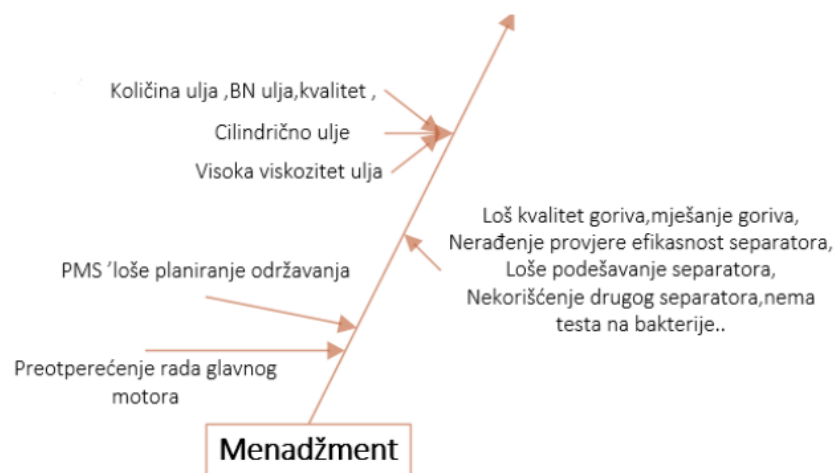 Količina ulja ,BN ulja,kvalitet ,
Cilindrično ulje
Visoka viskozitet ulja
Loš kvalitet goriva,mješanje goriva,
Nerađenje provjere efikasnost separatora,
Loše podešavanje separatora,
Nekorišćenje drugog separatora,nema
testa na bakterije..
PMS ʹloše planiranje održavanja
Preotperećenje rada glavnog
motora
Menadžment